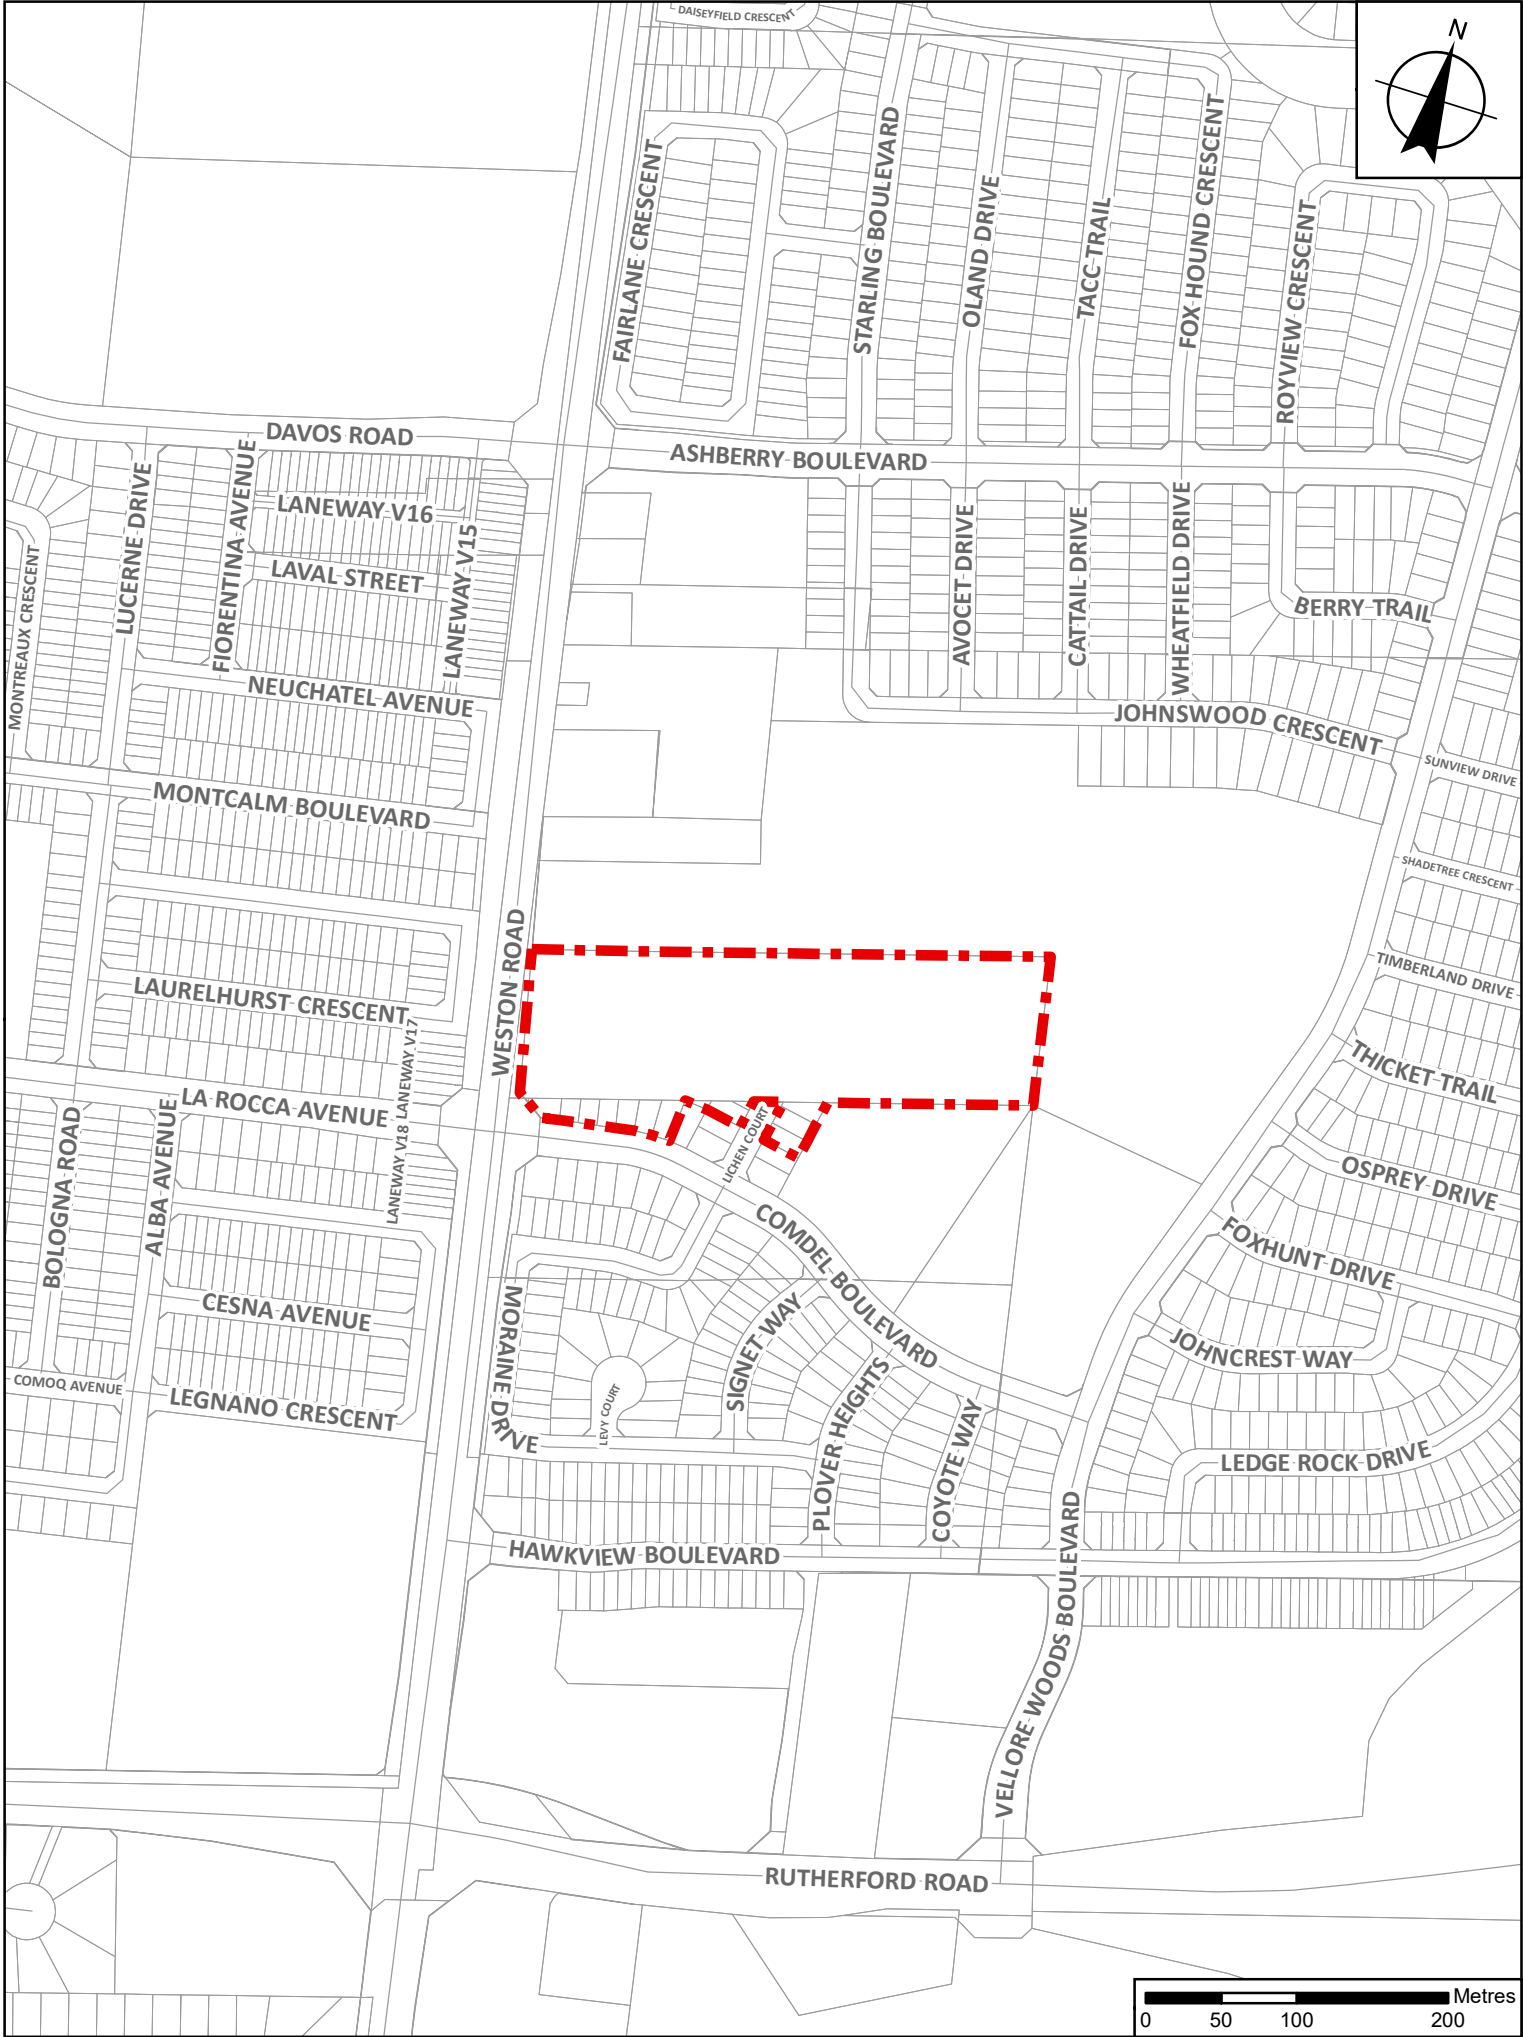 DAISEYFIELD CRESCENT
N
FAIRLANE CRESCENT
STARLING BOULEVARD
OLAND DRIVE
TACC TRAIL
FOX HOUND CRESCENT
ROYVIEW CRESCENT
DAVOS ROAD
ASHBERRY BOULEVARD
LUCERNE DRIVE
FIORENTINA AVENUE
LANEWAY V16
LANEWAY V15
LAVAL STREET
MONTREAUX CRESCENT
NEUCHATEL AVENUE
AVOCET DRIVE
CATTAIL DRIVE
WHEATFIELD DRIVE
BERRY TRAIL
JOHNSWOOD CRESCENT
SUNVIEW DRIVE
MONTCALM BOULEVARD
SHADETREE CRESCENT
WESTON ROAD
TIMBERLAND DRIVE
LAURELHURST CRESCENT
LANEWAY V17
THICKET TRAIL
LA ROCCA AVENUE
LANEWAY V18
LICHEN COURT
BOLOGNA ROAD
ALBA AVENUE
OSPREY DRIVE
COMDEL BOULEVARD
FOXHUNT DRIVE
CESNA AVENUE
MORAINE DRIVE
SIGNET WAY
JOHNCREST WAY
COMOQ AVENUE
LEGNANO CRESCENT
LEVY COURT
PLOVER HEIGHTS
COYOTE WAY
LEDGE ROCK DRIVE
HAWKVIEW BOULEVARD
VELLORE WOODS BOULEVARD
RUTHERFORD ROAD
Metres
0 50 100 200